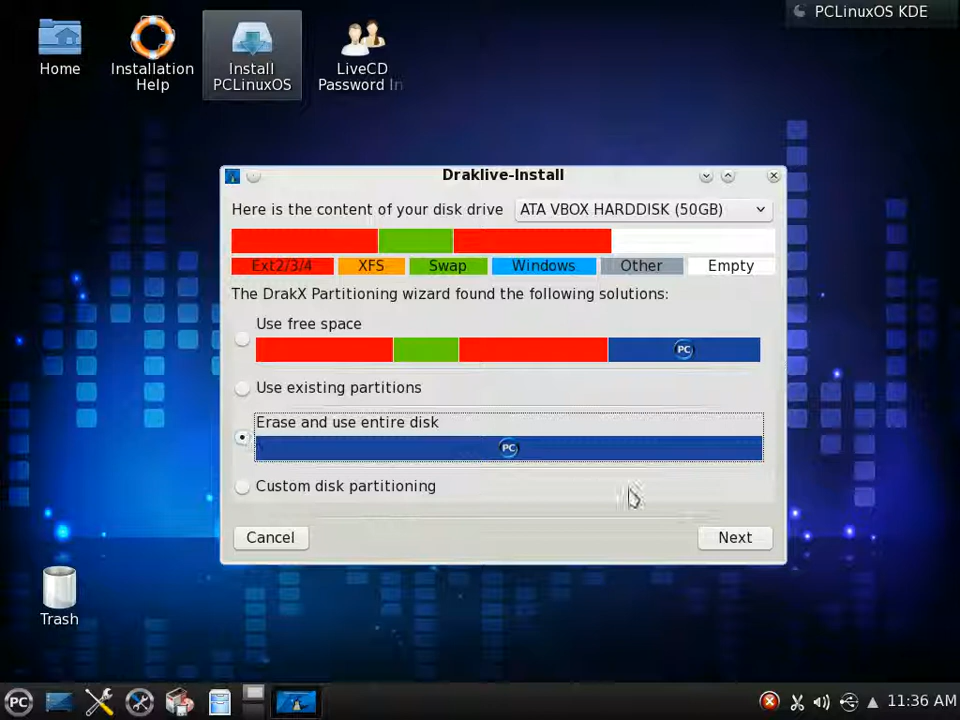 PCLinuxOS KDE
Home
Installation
Help
Install
PCLinuxOS
LiveCD
Password In
Draklive-Install
Here is the content of your disk drive
ATA VBOX HARDDISK (50GB)
Ext2/3/4
XFS
Swap
Windows
Other
Empty
The DrakX Partitioning wizard found the following solutions:
Use free space
PC
Use existing partitions
Erase and use entire disk
PC
Custom disk partitioning
Cancel
Next
Trash
PC
11:36 AM